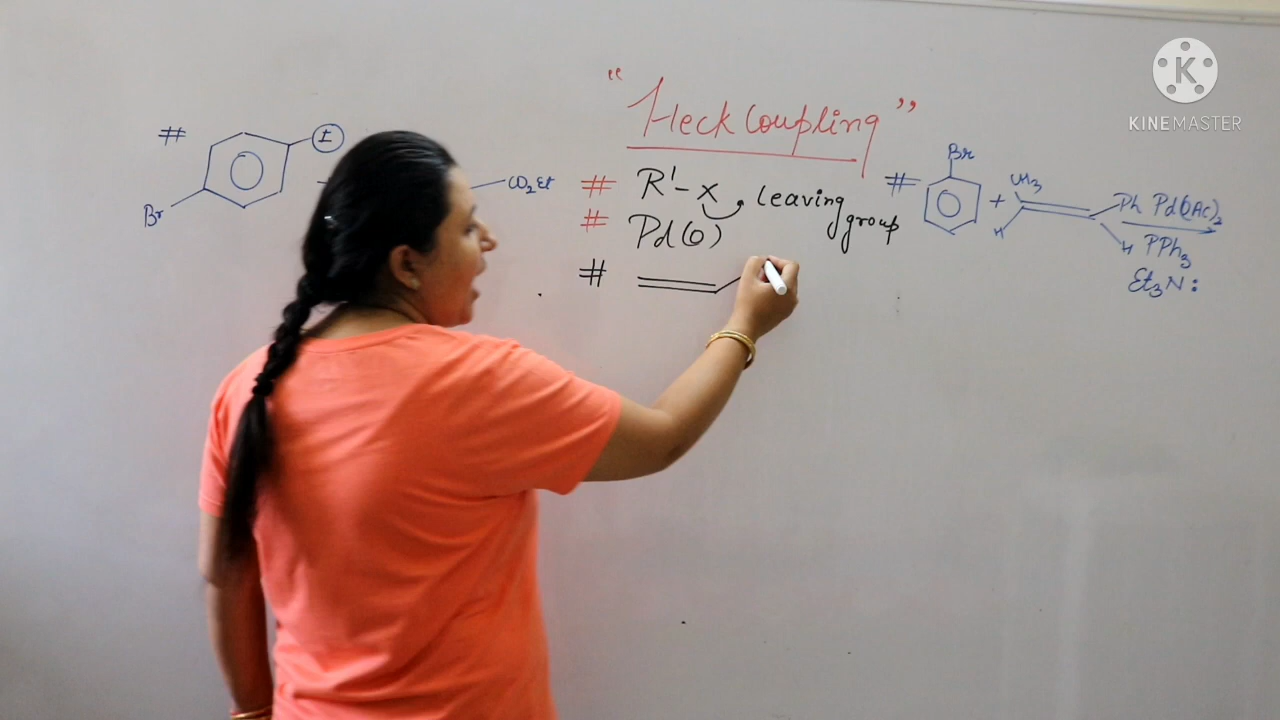 "Heck Coupling"
# I
Br
CO2Et
# R'-X leaving group
# Pd(0)
#
# Br
+ CH3
H
Ph
H
Pd(OAc)2
PPh3
Et3N:
K
KINEMASTER